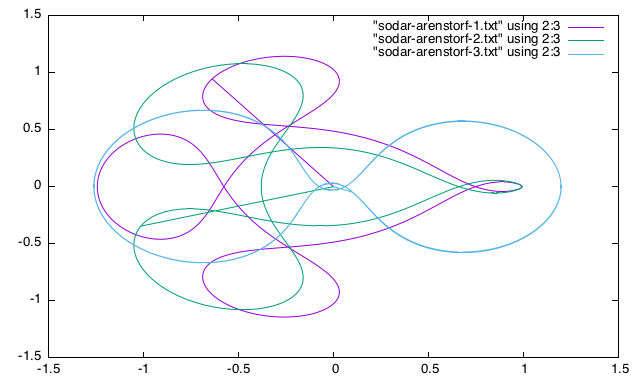 "sodar-arenstorf-1.txt" using 2:3
"sodar-arenstorf-2.txt" using 2:3
"sodar-arenstorf-3.txt" using 2:3
1.5
1
0.5
0
-0.5
-1
-1.5
-1.5 -1 -0.5 0 0.5 1 1.5